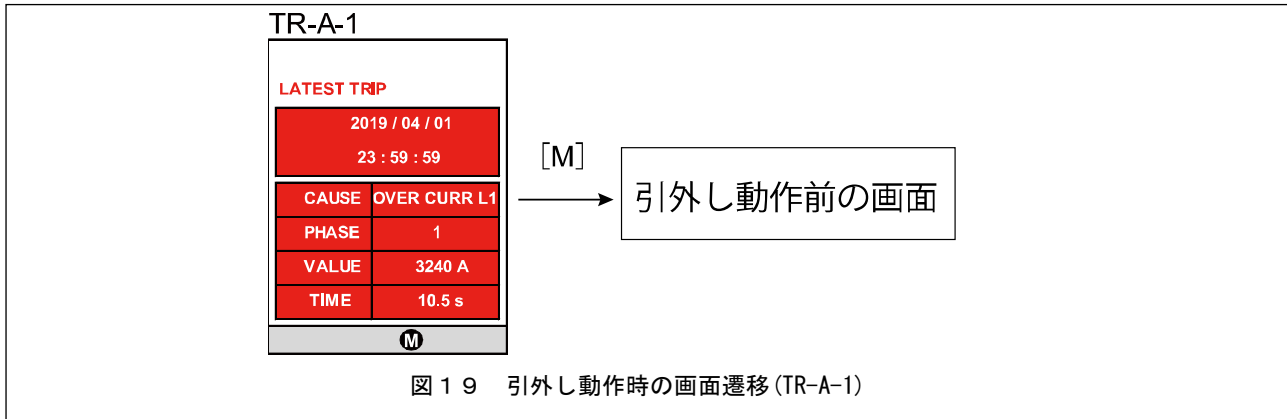 TR-A-1
LATEST TRIP
2019 / 04 / 01
23 : 59 : 59
CAUSE OVER CURR L1
PHASE 1
VALUE 3240 A
TIME 10.5 s
M
[M]
引外し動作前の画面
図19 引外し動作時の画面遷移(TR-A-1)